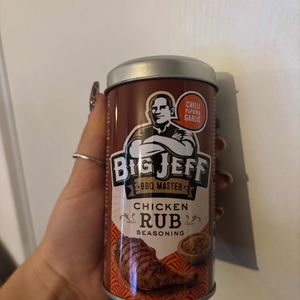 CHILLI
PAPRIKA
GARLIC
BIG JEFF
BBQ MASTER
CHICKEN
RUB
SEASONING